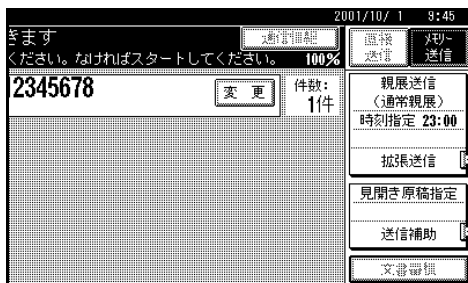 2001/10/ 1 9:45
きます
通信情報
ください。なければスタートしてください。 100%
直接
送信
メモリー
送信
2345678
変 更
件数:
1件
親展送信
(通常親展)
時刻指定 23:00
拡張送信
見開き原稿指定
送信補助
文書蓄積